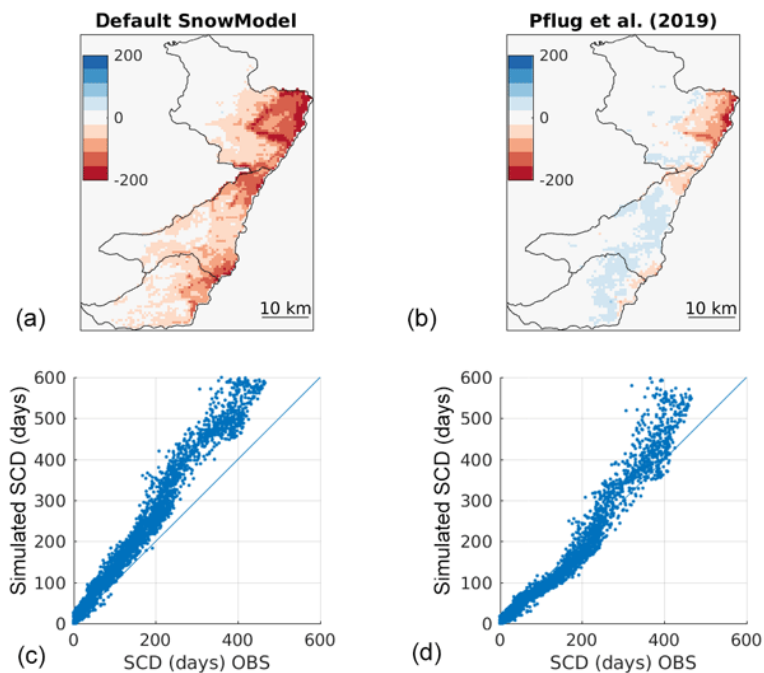 Default SnowModel
200
0
-200
10 km
(a)
Pflug et al. (2019)
200
0
-200
10 km
(b)
600
500
400
300
200
100
0
Simulated SCD (days)
0
200
400
600
SCD (days) OBS
(c)
600
500
400
300
200
100
0
Simulated SCD (days)
0
200
400
600
SCD (days) OBS
(d)